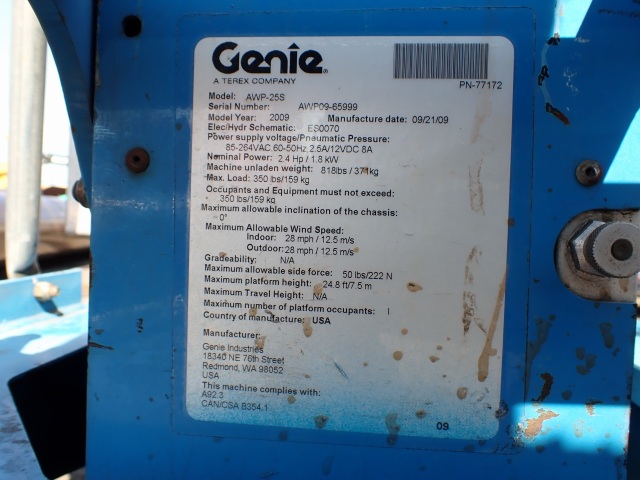 Genie
A TEREX COMPANY
PN-77172
Model: AWP-25S
Serial Number: AWP09-65999
Model Year: 2009 Manufacture date: 09/21/09
Elec/Hydr Schematic: ES0070
Power supply voltage/Pneumatic Pressure:
85-264VAC 60-50Hz 2.5A/12VDC 8A
Nominal Power: 2.4 Hp / 1.8 kW
Machine unladen weight: 818lbs / 371kg
Max. Load: 350 lbs/159 kg
Occupants and Equipment must not exceed:
350 lbs/159 kg
Maximum allowable inclination of the chassis:
0°
Maximum Allowable Wind Speed:
Indoor: 28 mph / 12.5 m/s
Outdoor: 28 mph / 12.5 m/s
Gradeability: N/A
Maximum allowable side force: 50 lbs/222 N
Maximum platform height: 24.8 ft/7.5 m
Maximum Travel Height: N/A
Maximum number of platform occupants: 1
Country of manufacture: USA
Manufacturer:
Genie Industries
18340 NE 76th Street
Redmond, WA 98052
USA
This machine complies with:
A92.3
CAN/CSA B354.1
09